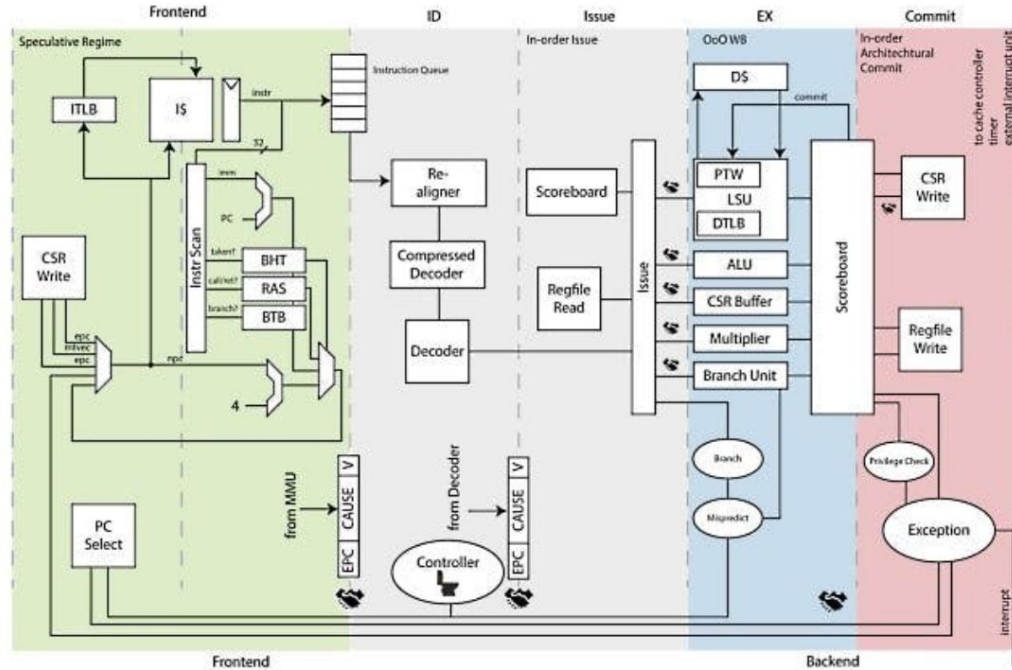 Frontend
ID
Issue
EX
Commit
Speculative Regime
In-order Issue
OoO WB
In-order
Architechtural
Commit
to cache controller
timer
external interrupt unit
ITLB
I$
instr
Instruction Queue
32
D$
commit
Re-
aligner
Scoreboard
PTW
LSU
DTLB
CSR
Write
Instr Scan
imm
PC
CSR
Write
taken?
BHT
call/ret?
RAS
branch?
BTB
Compressed
Decoder
Regfile
Read
Issue
ALU
CSR Buffer
Multiplier
Branch Unit
Scoreboard
Regfile
Write
epc
mtvec
epc
npc
4
Decoder
Branch
Mispredict
Privilege Check
Exception
from MMU
EPC
CAUSE
V
from Decoder
EPC
CAUSE
V
PC
Select
Controller
interrupt
Frontend
Backend